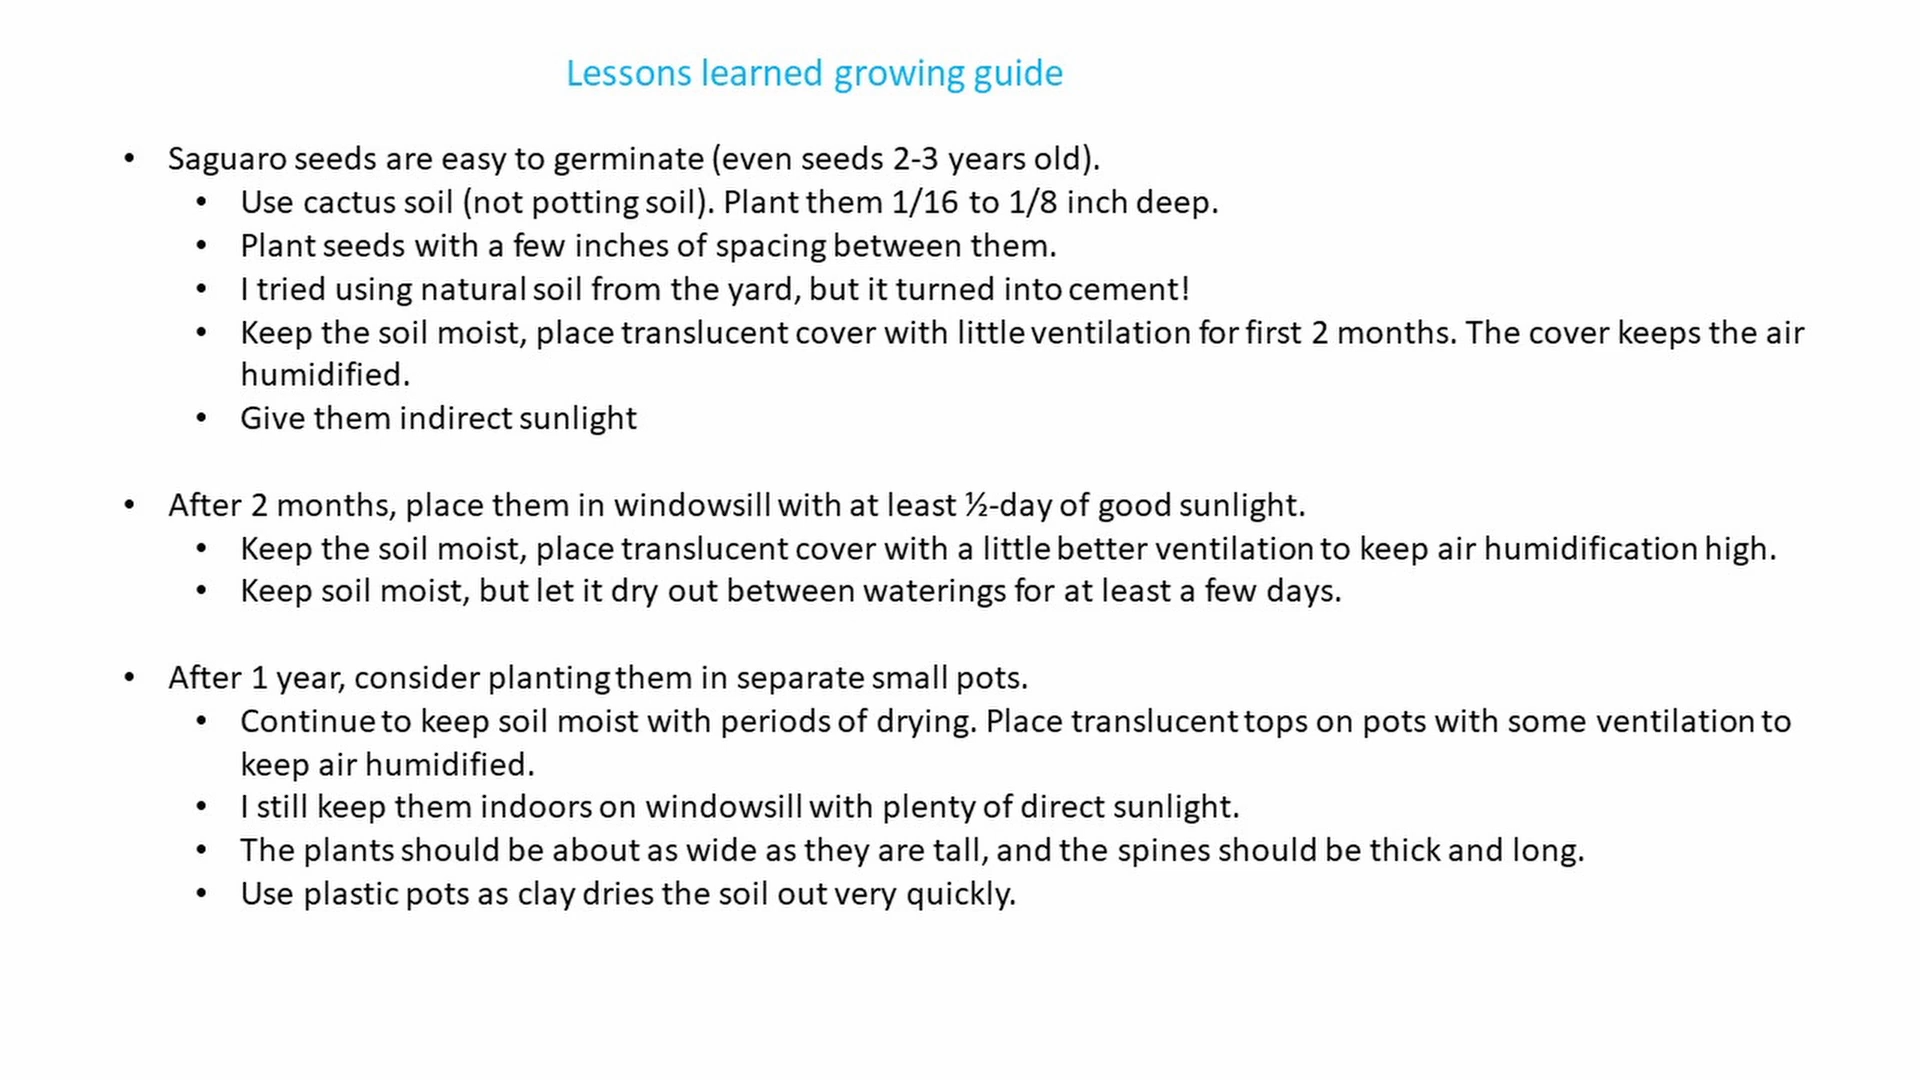 Lessons learned growing guide
• Saguaro seeds are easy to germinate (even seeds 2-3 years old).
• Use cactus soil (not potting soil). Plant them 1/16 to 1/8 inch deep.
• Plant seeds with a few inches of spacing between them.
• I tried using natural soil from the yard, but it turned into cement!
• Keep the soil moist, place translucent cover with little ventilation for first 2 months. The cover keeps the air
humidified.
• Give them indirect sunlight
• After 2 months, place them in windowsill with at least ½-day of good sunlight.
• Keep the soil moist, place translucent cover with a little better ventilation to keep air humidification high.
• Keep soil moist, but let it dry out between waterings for at least a few days.
• After 1 year, consider planting them in separate small pots.
• Continue to keep soil moist with periods of drying. Place translucent tops on pots with some ventilation to
keep air humidified.
• I still keep them indoors on windowsill with plenty of direct sunlight.
• The plants should be about as wide as they are tall, and the spines should be thick and long.
• Use plastic pots as clay dries the soil out very quickly.